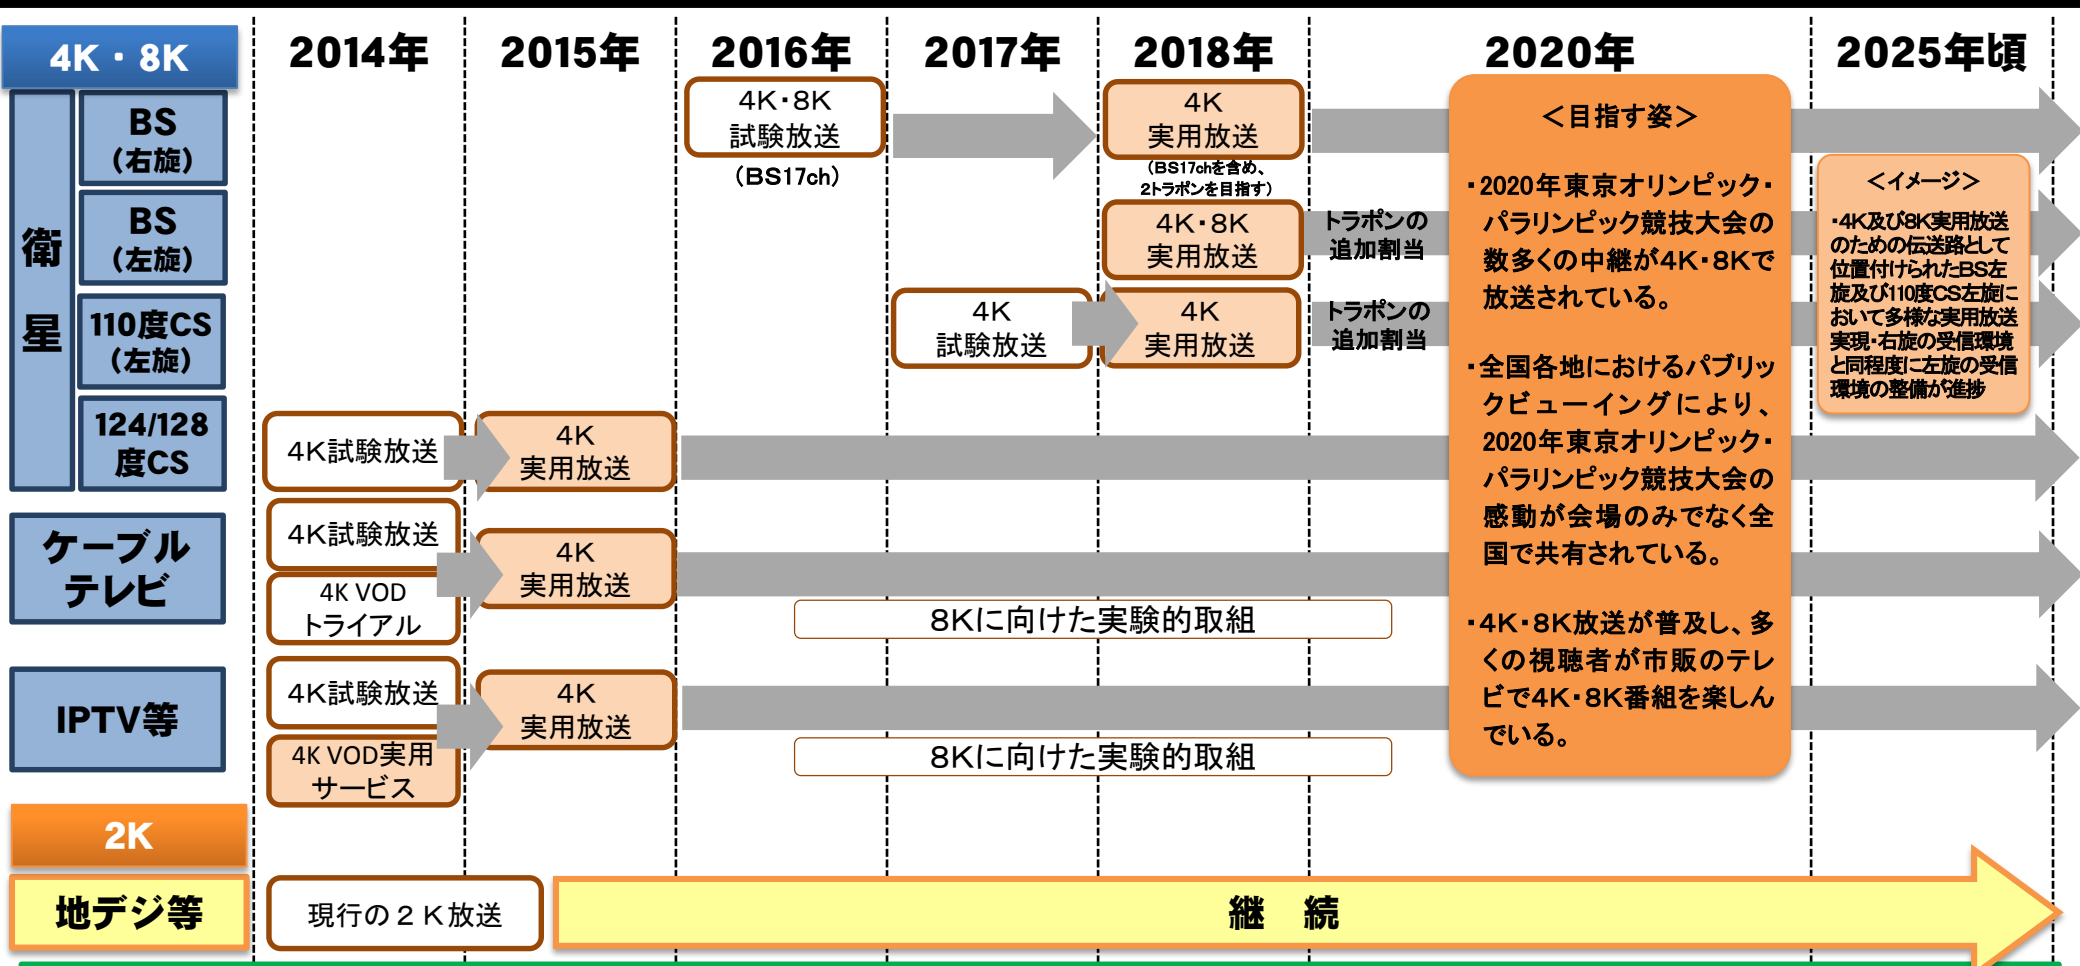 4K・8K
2014年
2015年
2016年
2017年
2018年
2020年
2025年頃
衛
星
BS
（右旋）
4K・8K
試験放送
（BS17ch）
4K
実用放送
（BS17chを含め、
2トラポンを目指す）
BS
（左旋）
4K・8K
実用放送
トラポンの
追加割当
110度CS
（左旋）
4K
試験放送
4K
実用放送
トラポンの
追加割当
124/128
度CS
4K試験放送
4K
実用放送
ケーブル
テレビ
4K試験放送
4K VOD
トライアル
4K
実用放送
8Kに向けた実験的取組
IPTV等
4K試験放送
4K VOD実用
サービス
4K
実用放送
8Kに向けた実験的取組
＜目指す姿＞
・2020年東京オリンピック・
パラリンピック競技大会の
数多くの中継が4K・8Kで
放送されている。
・全国各地におけるパブリッ
クビューイングにより、
2020年東京オリンピック・
パラリンピック競技大会の
感動が会場のみでなく全
国で共有されている。
・4K・8K放送が普及し、多
くの視聴者が市販のテレ
ビで4K・8K番組を楽しん
でいる。
＜イメージ＞
・4K及び8K実用放送
のための伝送路として
位置付けられたBS左
旋及び110度CS左旋に
おいて多様な実用放送
実現・右旋の受信環境
と同程度に左旋の受信
環境の整備が進捗
2K
地デジ等
現行の２Ｋ放送
継　続